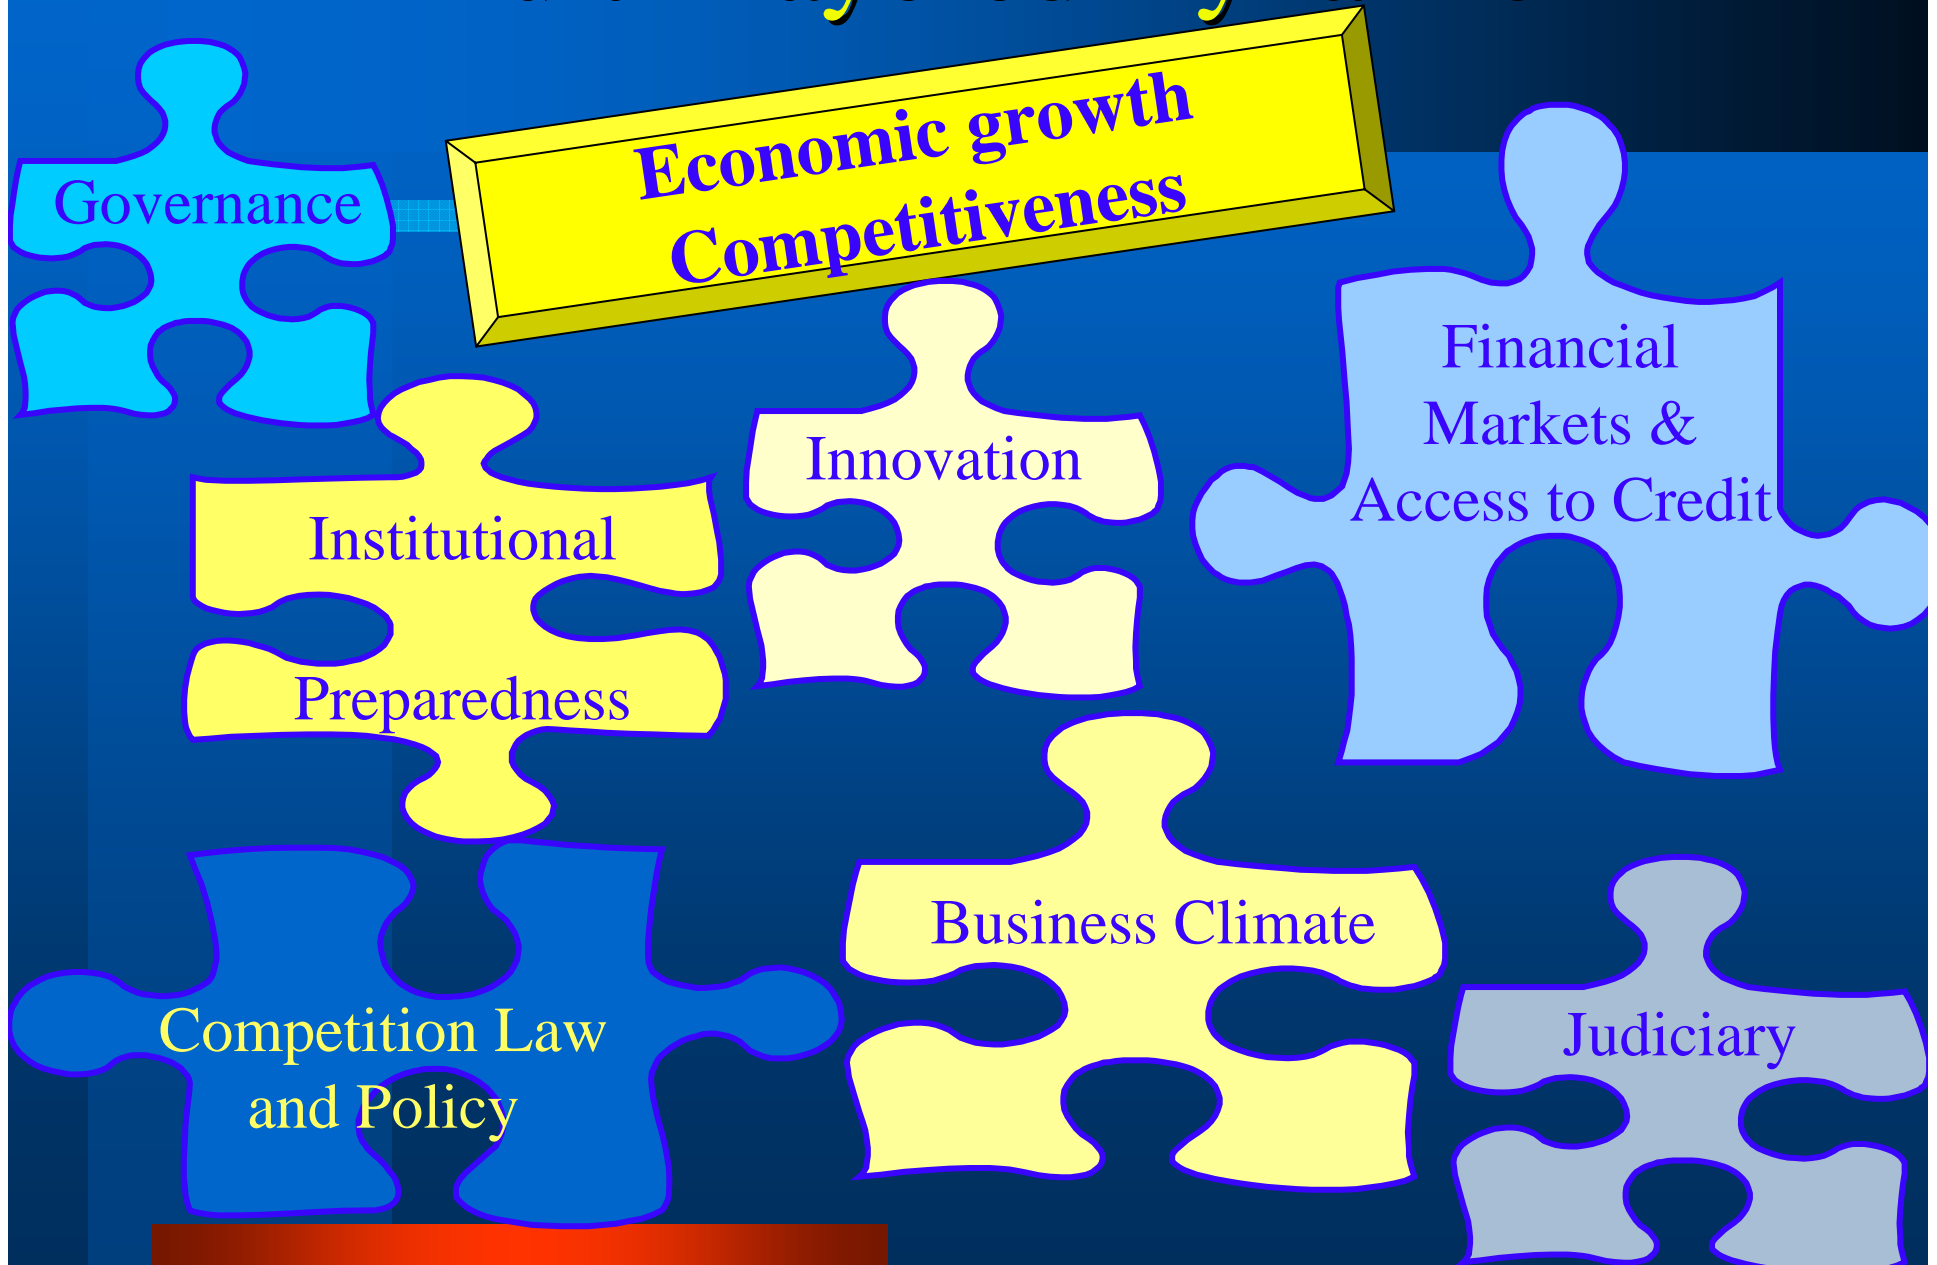 Economic growth
Competitiveness
Governance
Financial
Markets &
Access to Credit
Innovation
Institutional
Preparedness
Business Climate
Competition Law
and Policy
Judiciary